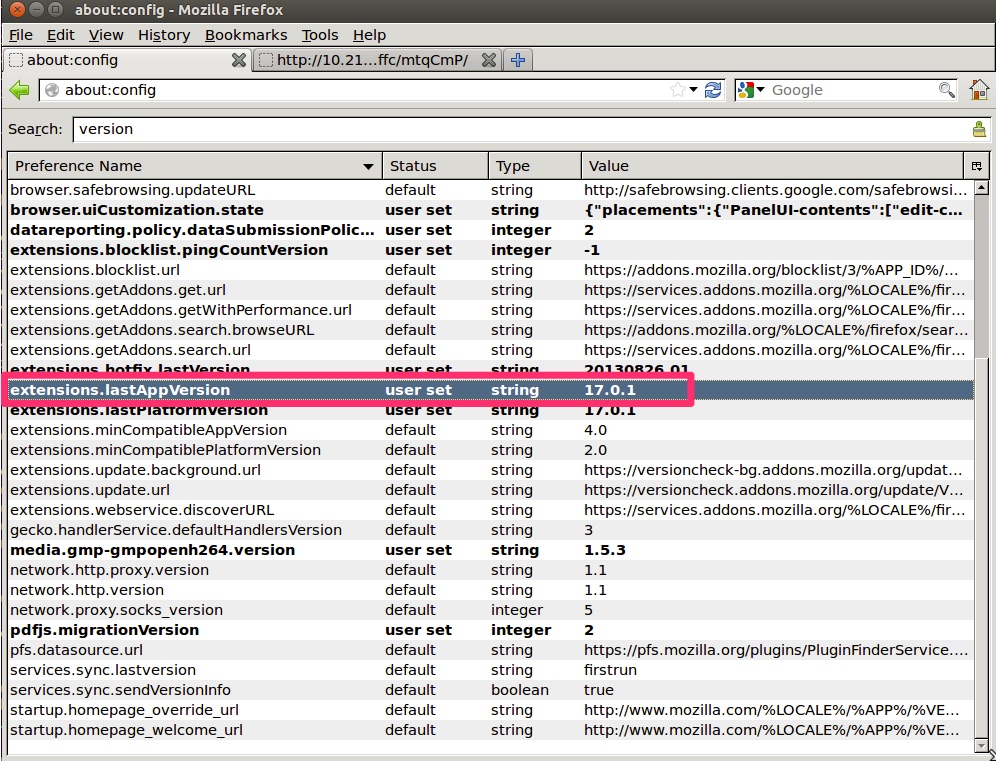 about:config - Mozilla Firefox
File Edit View History Bookmarks Tools Help
about:config http://10.21...ffc/mtqCmP/
about:config Google
Search: version
Preference Name Status Type Value
browser.safebrowsing.updateURL default string http://safebrowsing.clients.google.com/safebrowsi...
browser.uiCustomization.state user set string {"placements":{"PanelUI-contents":["edit-c...
datareporting.policy.dataSubmissionPolic... user set integer 2
extensions.blocklist.pingCountVersion user set integer -1
extensions.blocklist.url default string https://addons.mozilla.org/blocklist/3/%APP_ID%/...
extensions.getAddons.get.url default string https://services.addons.mozilla.org/%LOCALE%/fir...
extensions.getAddons.getWithPerformance.url default string https://services.addons.mozilla.org/%LOCALE%/fir...
extensions.getAddons.search.browseURL default string https://addons.mozilla.org/%LOCALE%/firefox/sear...
extensions.getAddons.search.url default string https://services.addons.mozilla.org/%LOCALE%/fir...
extensions.hotfix.lastVersion user set string 20130826.01
extensions.lastAppVersion user set string 17.0.1
extensions.lastPlatformVersion user set string 17.0.1
extensions.minCompatibleAppVersion default string 4.0
extensions.minCompatiblePlatformVersion default string 2.0
extensions.update.background.url default string https://versioncheck-bg.addons.mozilla.org/updat...
extensions.update.url default string https://versioncheck.addons.mozilla.org/update/V...
extensions.webservice.discoverURL default string https://services.addons.mozilla.org/%LOCALE%/fir...
gecko.handlerService.defaultHandlersVersion default string 3
media.gmp-gmpopenh264.version user set string 1.5.3
network.http.proxy.version default string 1.1
network.http.version default string 1.1
network.proxy.socks_version default integer 5
pdfjs.migrationVersion user set integer 2
pfs.datasource.url default string https://pfs.mozilla.org/plugins/PluginFinderService....
services.sync.lastversion default string firstrun
services.sync.sendVersionInfo default boolean true
startup.homepage_override_url default string http://www.mozilla.com/%LOCALE%/%APP%/%VE...
startup.homepage_welcome_url default string http://www.mozilla.com/%LOCALE%/%APP%/%VE...